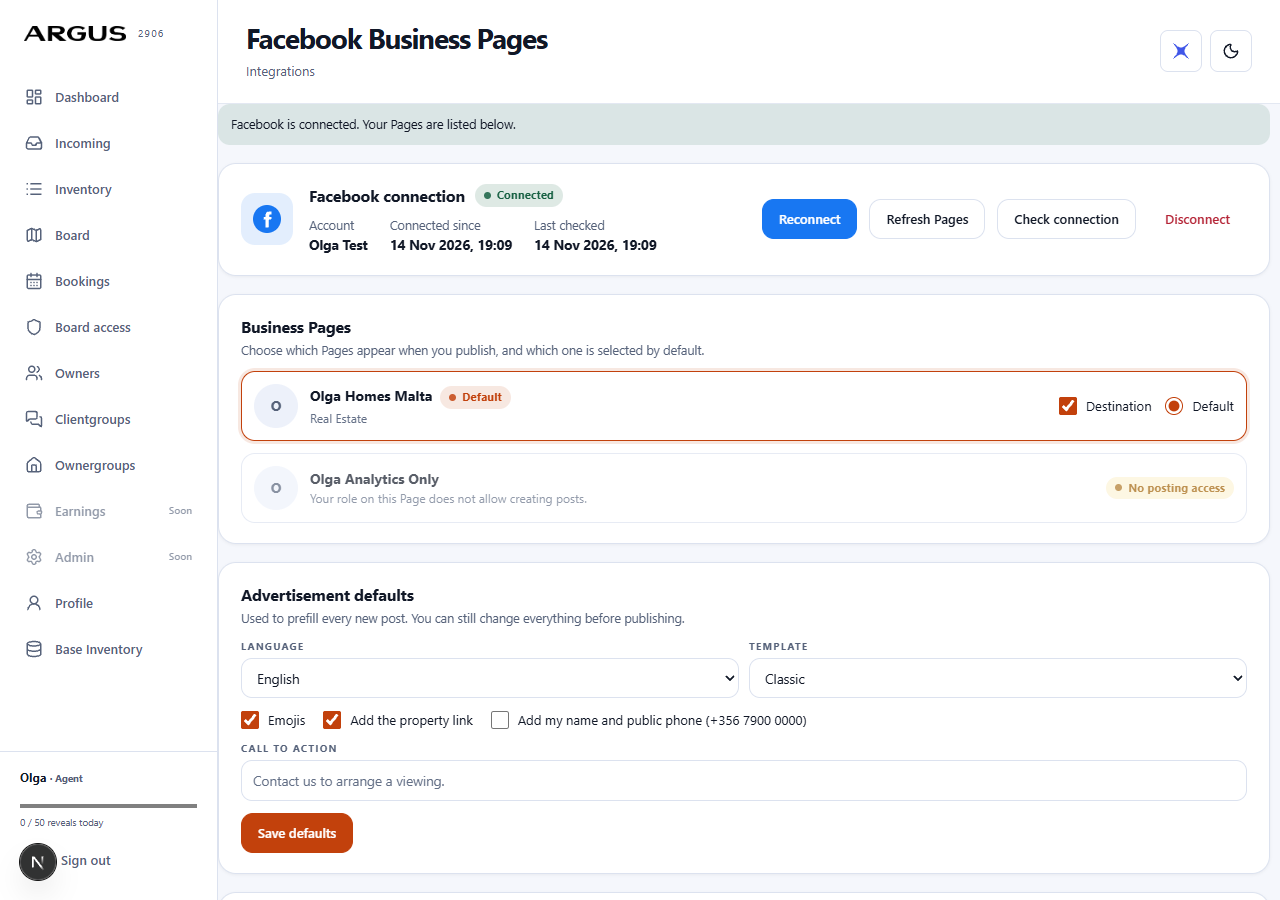 ARGUS 2906
Facebook Business Pages
Integrations
Dashboard
Incoming
Inventory
Board
Bookings
Board access
Owners
Clientgroups
Ownergroups
Earnings Soon
Admin Soon
Profile
Base Inventory
Olga · Agent
0 / 50 reveals today
N Sign out
Facebook is connected. Your Pages are listed below.
Facebook connection Connected
Account Connected since Last checked
Olga Test 14 Nov 2026, 19:09 14 Nov 2026, 19:09
Reconnect Refresh Pages Check connection Disconnect
Business Pages
Choose which Pages appear when you publish, and which one is selected by default.
O Olga Homes Malta Default
Real Estate
Destination Default
O Olga Analytics Only
Your role on this Page does not allow creating posts.
No posting access
Advertisement defaults
Used to prefill every new post. You can still change everything before publishing.
LANGUAGE TEMPLATE
English Classic
Emojis Add the property link Add my name and public phone (+356 7900 0000)
CALL TO ACTION
Contact us to arrange a viewing.
Save defaults